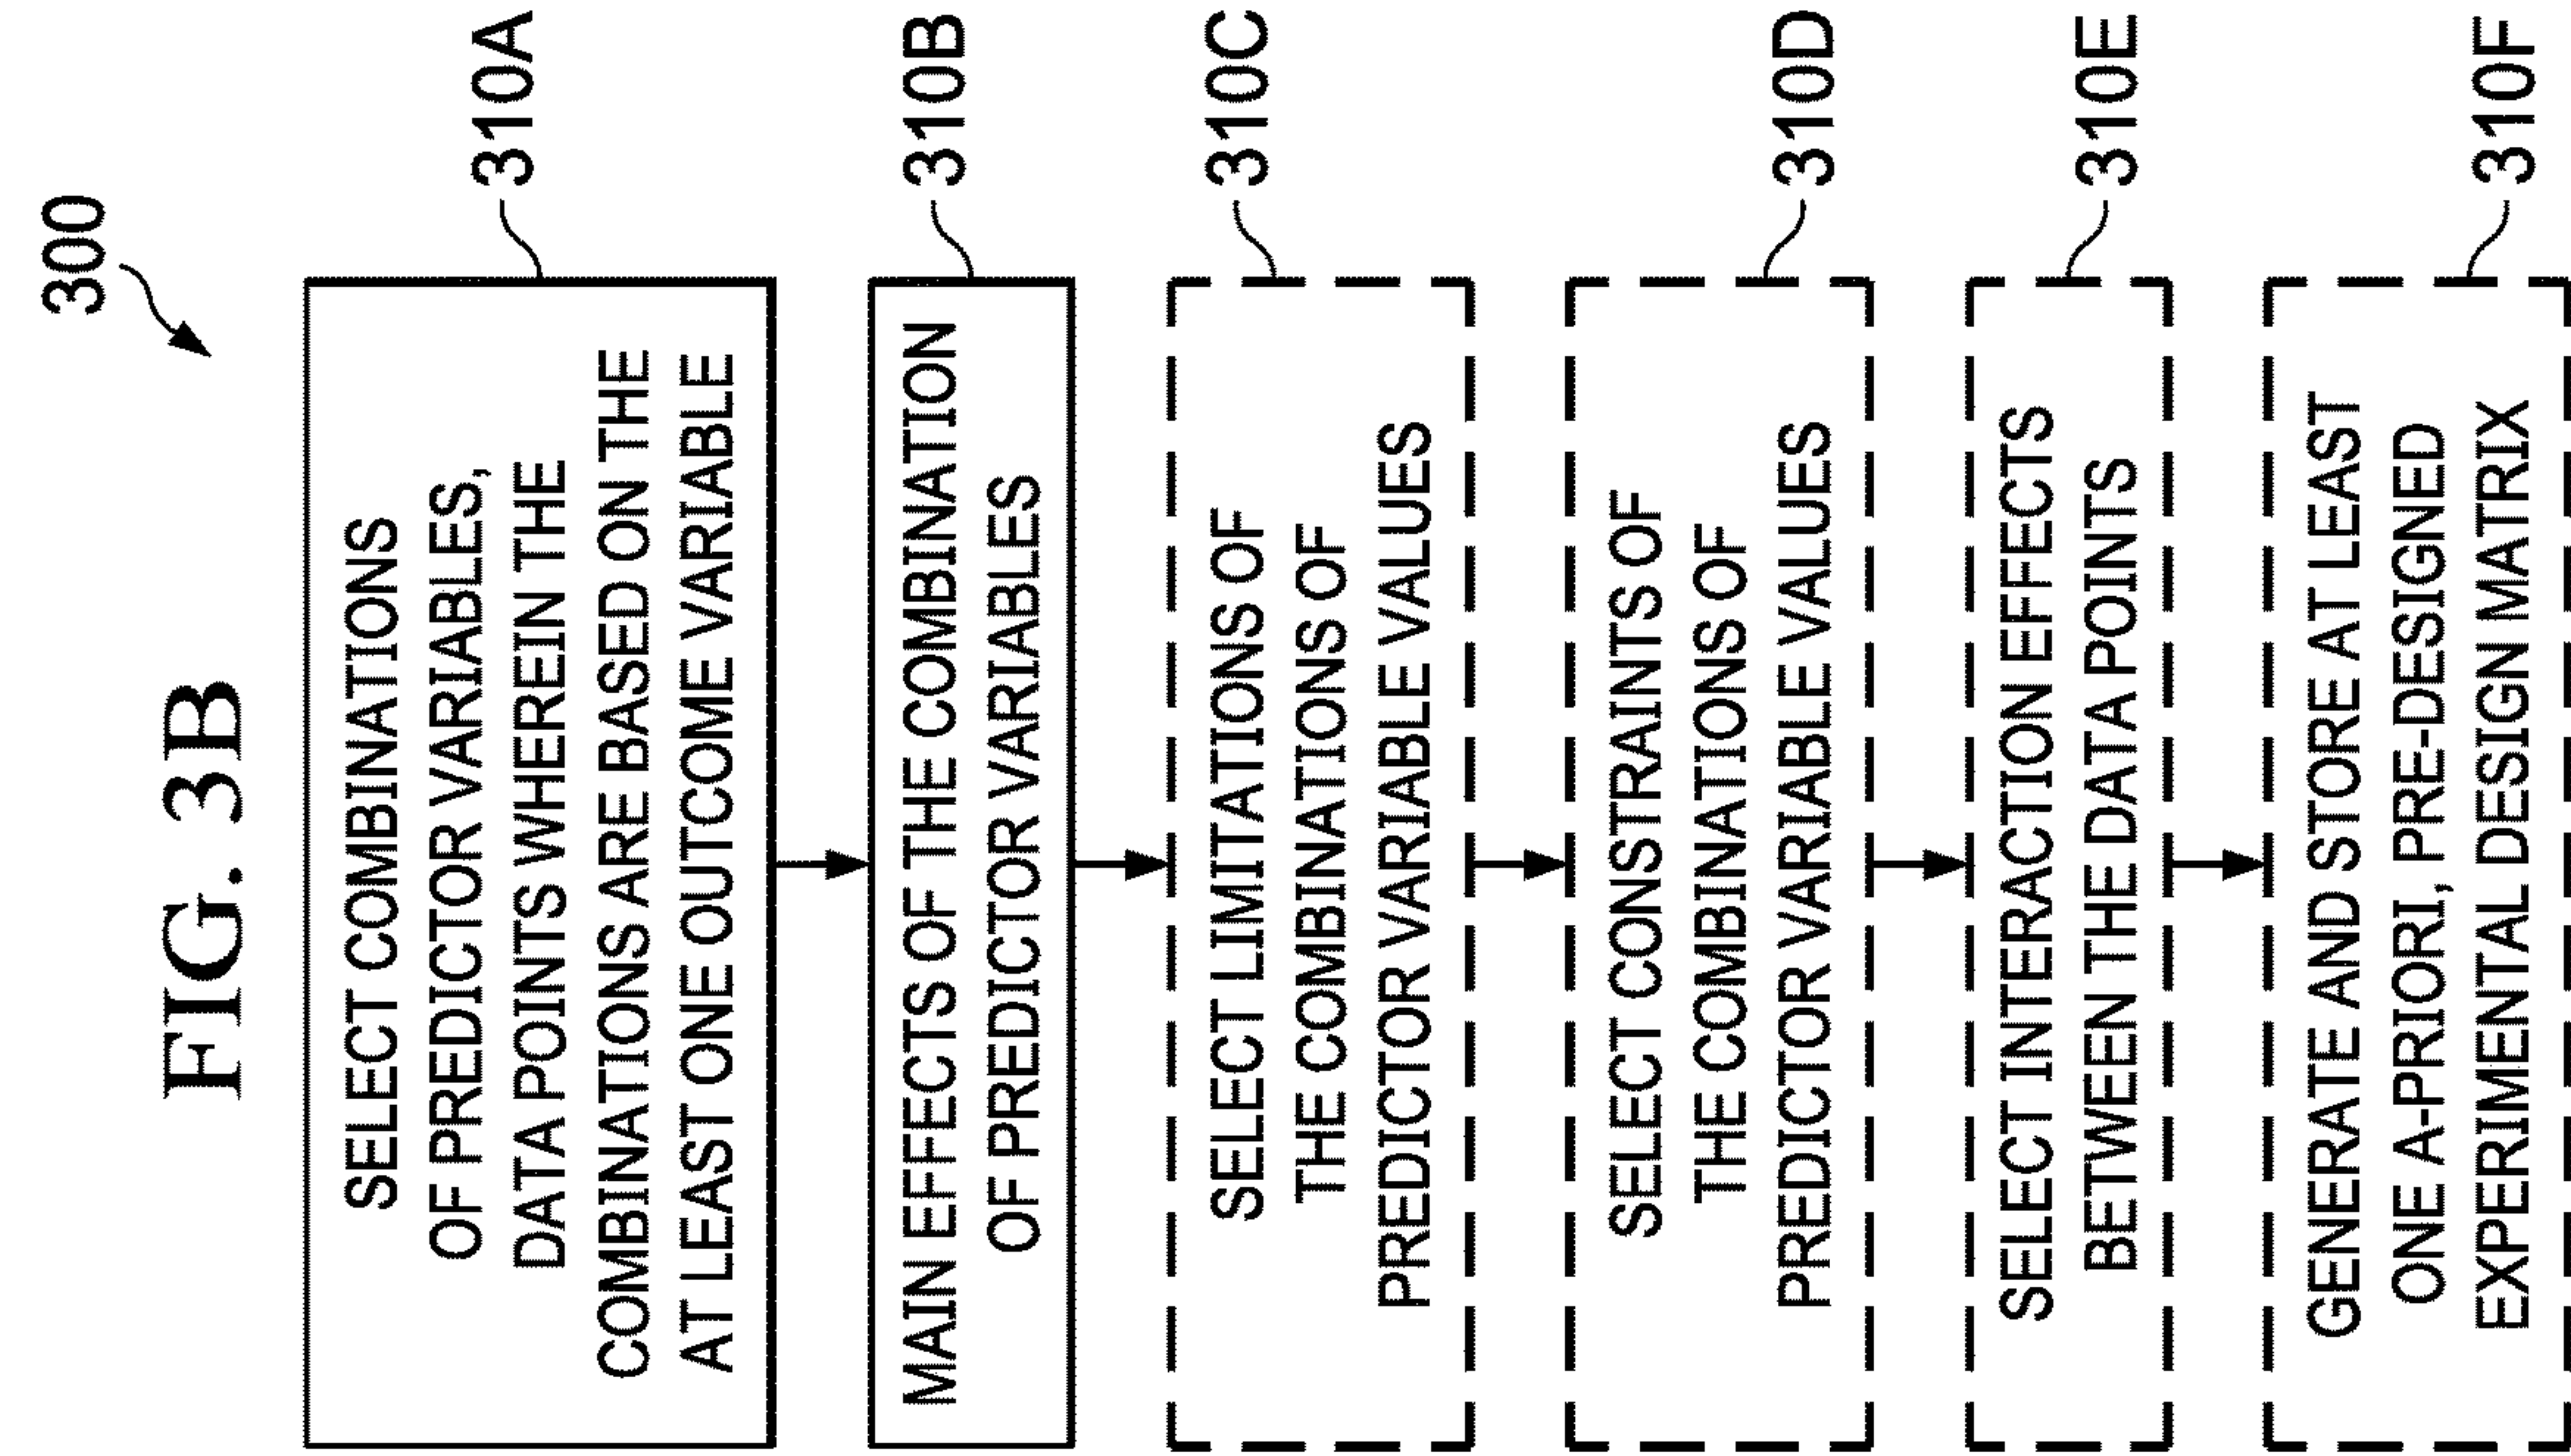 FIG. 3B
300
SELECT COMBINATIONS
OF PREDICTOR VARIABLES,
DATA POINTS WHEREIN THE
COMBINATIONS ARE BASED ON THE
AT LEAST ONE OUTCOME VARIABLE
310A
MAIN EFFECTS OF THE COMBINATION
OF PREDICTOR VARIABLES
310B
SELECT LIMITATIONS OF
THE COMBINATIONS OF
PREDICTOR VARIABLE VALUES
310C
SELECT CONSTRAINTS OF
THE COMBINATIONS OF
PREDICTOR VARIABLE VALUES
310D
SELECT INTERACTION EFFECTS
BETWEEN THE DATA POINTS
310E
GENERATE AND STORE AT LEAST
ONE A-PRIORI, PRE-DESIGNED
EXPERIMENTAL DESIGN MATRIX
310F